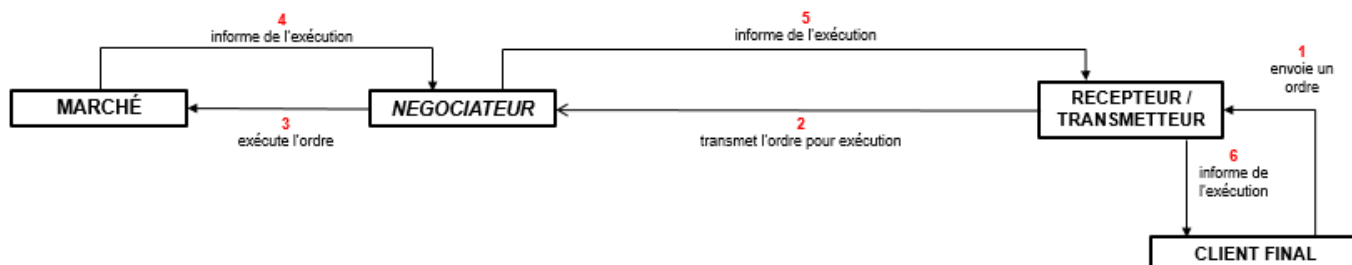 4
informe de l'exécution
5
informe de l'exécution
1
envoie un
ordre
MARCHÉ
NEGOCIATEUR
RECEPTEUR /
TRANSMETTEUR
3
exécute l'ordre
2
transmet l'ordre pour exécution
6
informe de
l'exécution
CLIENT FINAL